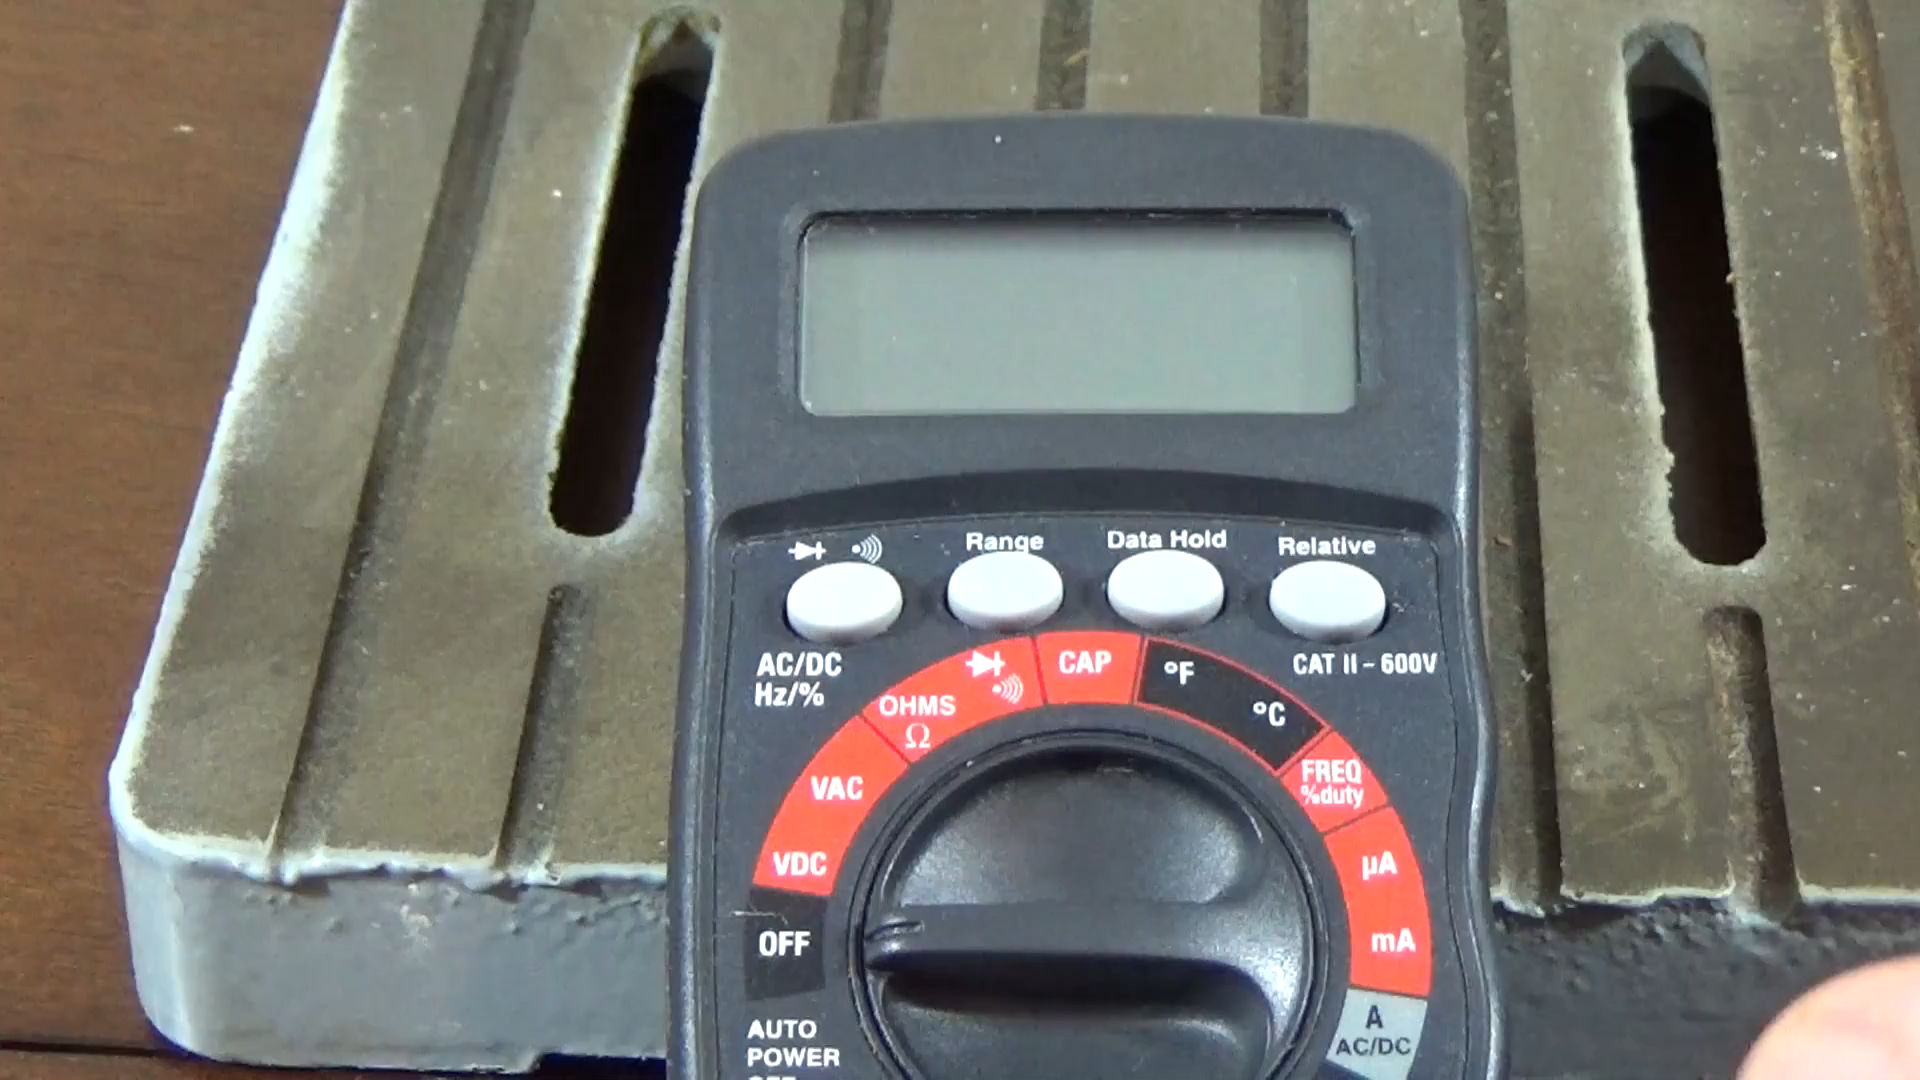 Range
Data Hold
Relative
AC/DC
Hz/%
CAT II - 600V
OHMS
Ω
CAP
°F
°C
VAC
FREQ
%duty
VDC
µA
OFF
mA
A
AC/DC
AUTO
POWER